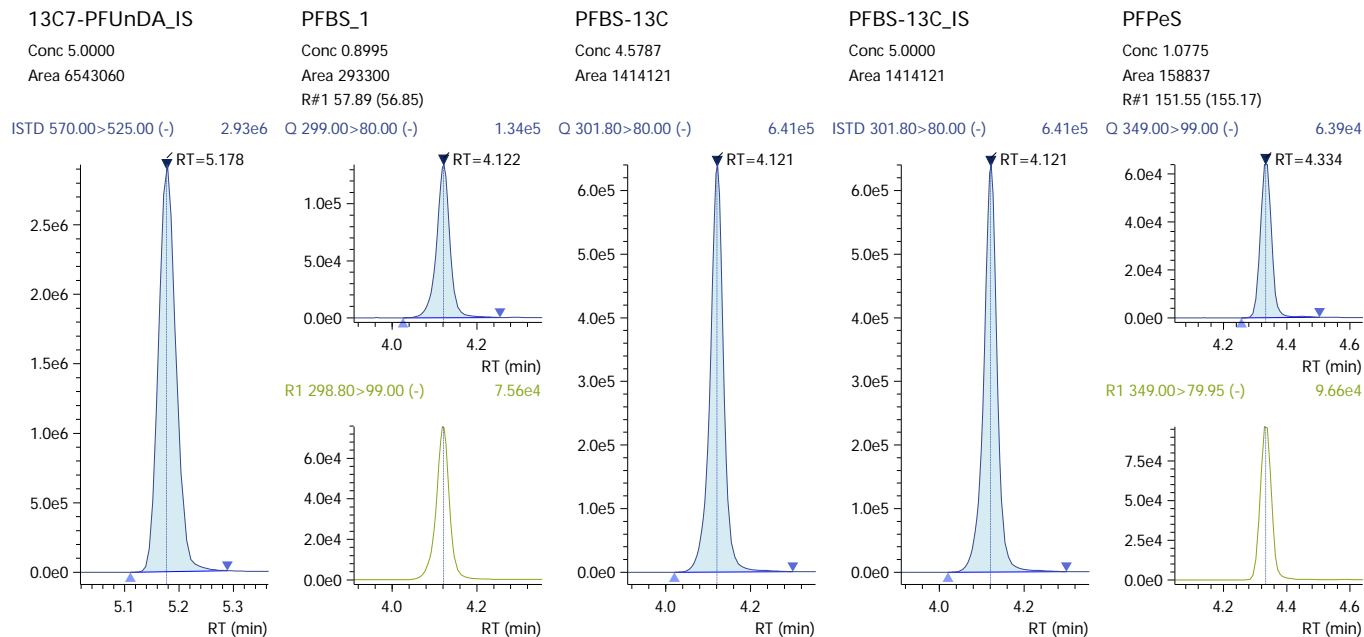 13C7-PFUnDA_IS
Conc 5.0000
Area 6543060
ISTD 570.00>525.00 (-) 2.93e6
RT=5.178
2.5e6
2.0e6
1.5e6
1.0e6
5.0e5
0.0e0
5.1 5.2 5.3
RT (min)
PFBS_1
Conc 0.8995
Area 293300
R#1 57.89 (56.85)
Q 299.00>80.00 (-) 1.34e5
RT=4.122
1.0e5
5.0e4
0.0e0
4.0 4.2
RT (min)
R1 298.80>99.00 (-) 7.56e4
6.0e4
4.0e4
2.0e4
0.0e0
4.0 4.2
RT (min)
PFBS-13C
Conc 4.5787
Area 1414121
Q 301.80>80.00 (-) 6.41e5
RT=4.121
6.0e5
5.0e5
4.0e5
3.0e5
2.0e5
1.0e5
0.0e0
4.0 4.2
RT (min)
PFBS-13C_IS
Conc 5.0000
Area 1414121
ISTD 301.80>80.00 (-) 6.41e5
RT=4.121
6.0e5
5.0e5
4.0e5
3.0e5
2.0e5
1.0e5
0.0e0
4.0 4.2
RT (min)
PFPeS
Conc 1.0775
Area 158837
R#1 151.55 (155.17)
Q 349.00>99.00 (-) 6.39e4
RT=4.334
6.0e4
4.0e4
2.0e4
0.0e0
4.2 4.4 4.6
RT (min)
R1 349.00>79.95 (-) 9.66e4
7.5e4
5.0e4
2.5e4
0.0e0
4.2 4.4 4.6
RT (min)